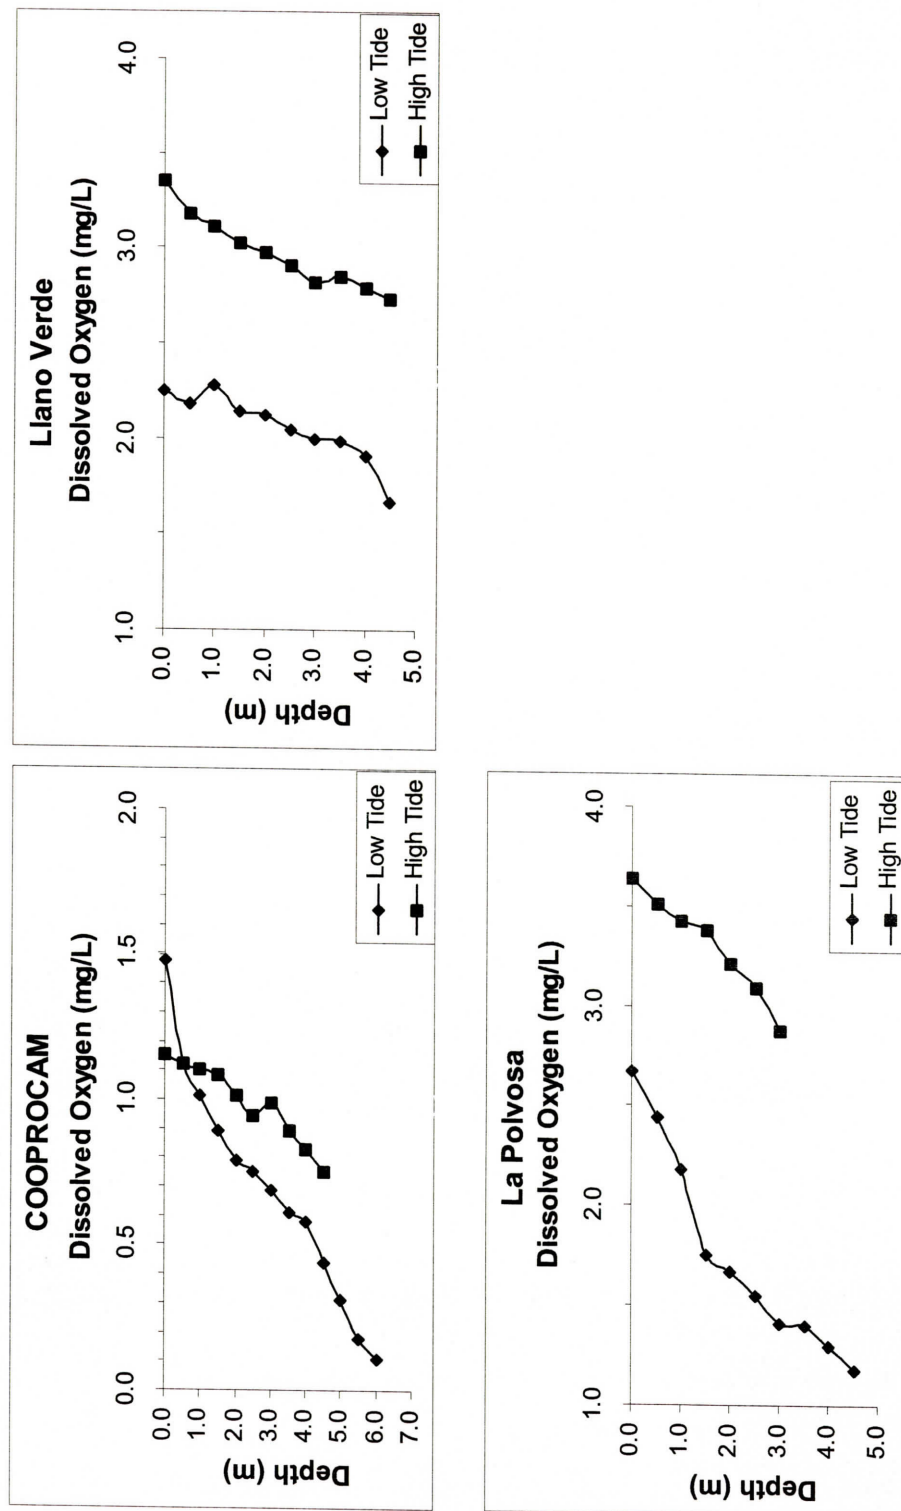 COOPROCAM
Dissolved Oxygen (mg/L)
0.0 0.5 1.0 1.5 2.0
0.0
1.0
2.0
3.0
4.0
5.0
6.0
7.0
Depth (m)
Low Tide
High Tide
Llano Verde
Dissolved Oxygen (mg/L)
1.0 2.0 3.0 4.0
0.0
1.0
2.0
3.0
4.0
5.0
Depth (m)
Low Tide
High Tide
La Polvosa
Dissolved Oxygen (mg/L)
1.0 2.0 3.0 4.0
0.0
1.0
2.0
3.0
4.0
5.0
Depth (m)
Low Tide
High Tide